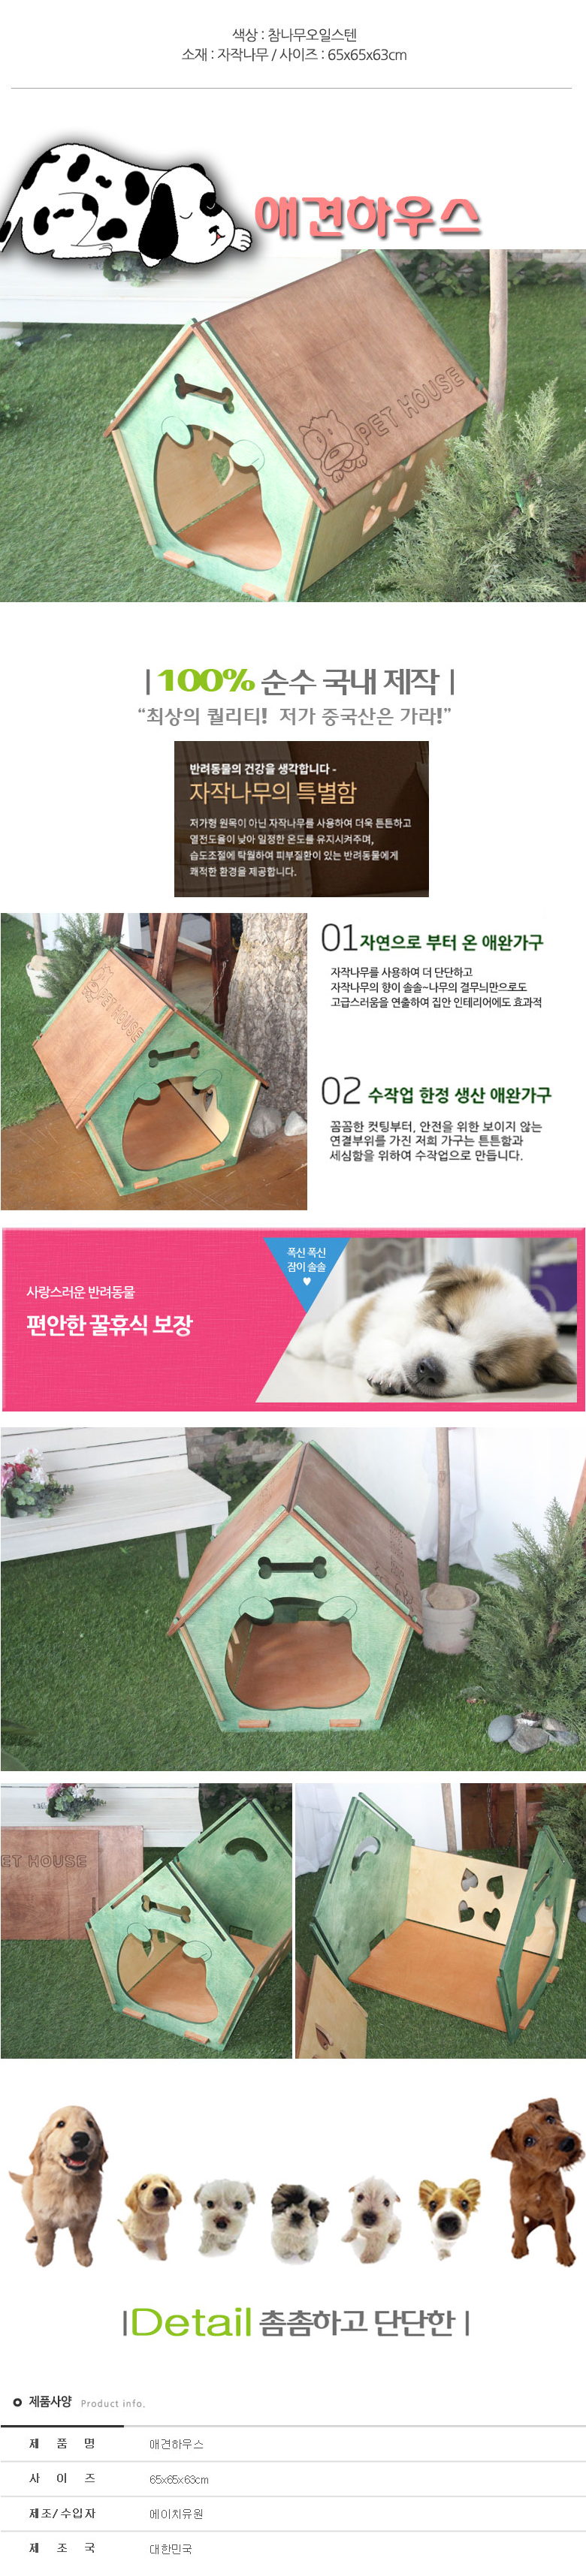 색상 : 참나무오일스텐
소재 : 자작나무 / 사이즈 : 65x65x63cm
애견하우스
PET HOUSE
|100% 순수 국내 제작|
“최상의 퀄리티! 저가 중국산은 가라!”
반려동물의 건강을 생각합니다 -
자작나무의 특별함
저가형 원목이 아닌 자작나무를 사용하여 더욱 튼튼하고
열전도율이 낮아 일정한 온도를 유지시켜주며,
습도조절에 탁월하여 피부질환이 있는 반려동물에게
쾌적한 환경을 제공합니다.
PET HOUSE
01 자연으로 부터 온 애완가구
자작나무를 사용하여 더 단단하고
자작나무의 향이 솔솔~나무의 결무늬만으로도
고급스러움을 연출하여 집안 인테리어에도 효과적
02 수작업 한정 생산 애완가구
꼼꼼한 컷팅부터, 안전을 위한 보이지 않는
연결부위를 가진 저희 가구는 튼튼함과
세심함을 위하여 수작업으로 만듭니다.
폭신 폭신
잠이 솔솔
♥
사랑스러운 반려동물
편안한 꿀휴식 보장
ET HOUSE
|Detail 촘촘하고 단단한|
제품사양 Product info.
제 품 명 애견하우스
사 이 즈 65x65x63cm
제조/수입자 에이치유원
제 조 국 대한민국